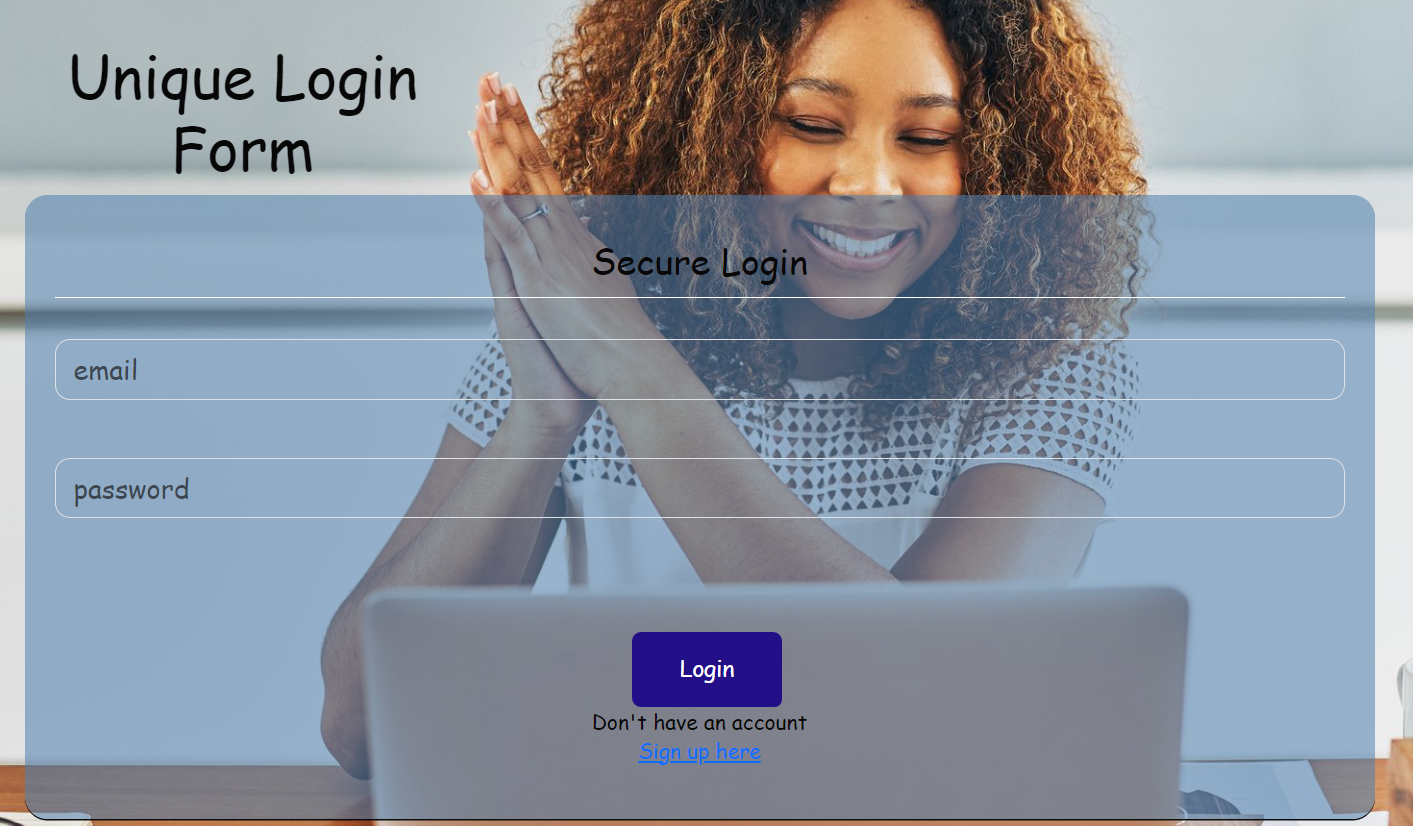 Unique Login
Form
Secure Login
email
password
Login
Don't have an account
Sign up here